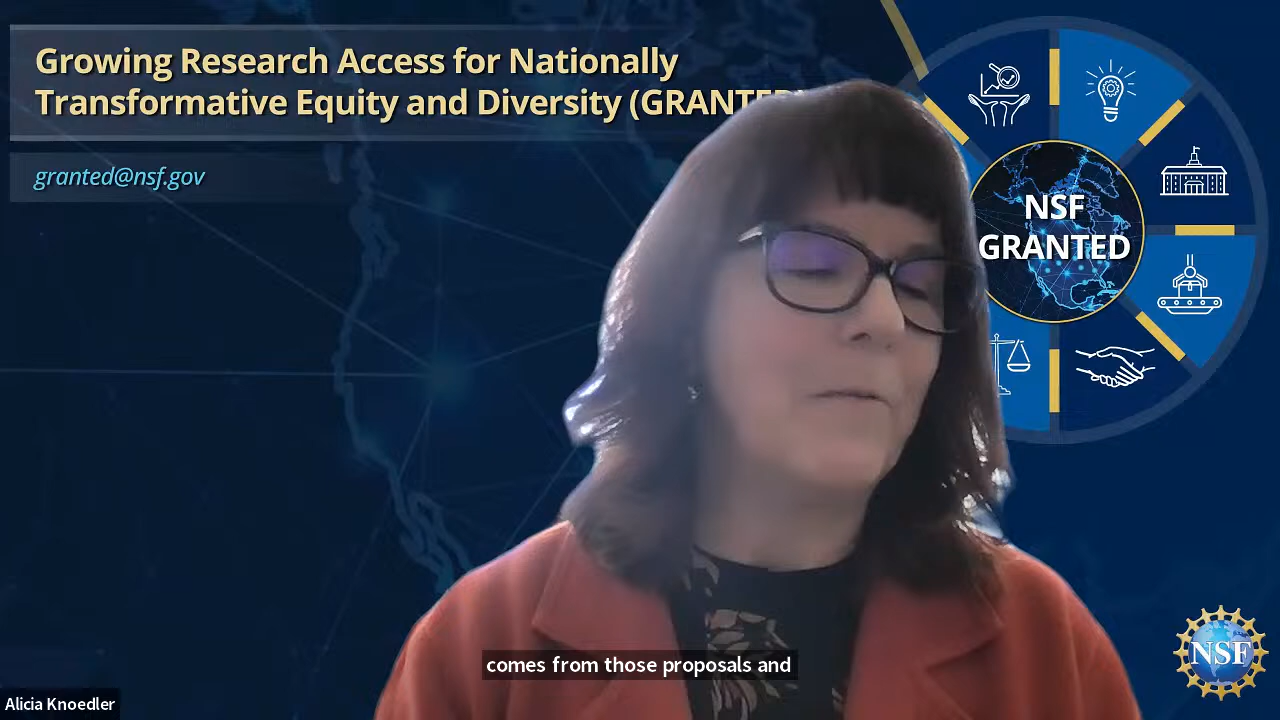 Growing Research Access for Nationally
Transformative Equity and Diversity (GRANTED)
granted@nsf.gov
NSF
GRANTED
comes from those proposals and
NSF
Alicia Knoedler